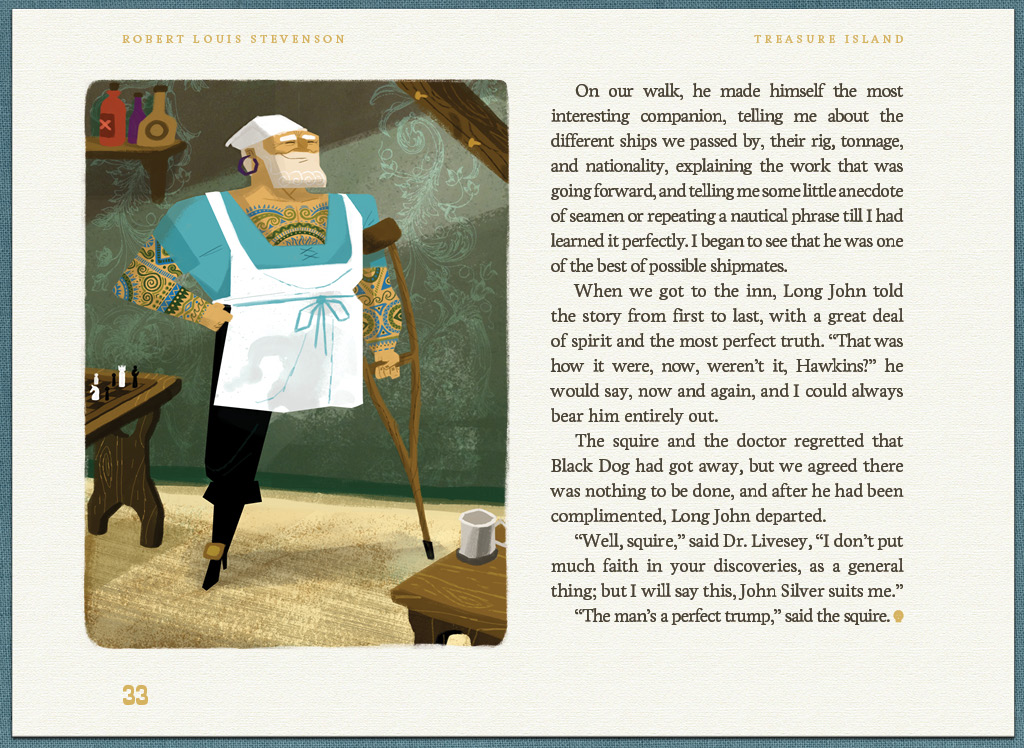 ROBERT LOUIS STEVENSON
TREASURE ISLAND
On our walk, he made himself the most
interesting companion, telling me about the
different ships we passed by, their rig, tonnage,
and nationality, explaining the work that was
going forward, and telling me some little anecdote
of seamen or repeating a nautical phrase till I had
learned it perfectly. I began to see that he was one
of the best of possible shipmates.
When we got to the inn, Long John told
the story from first to last, with a great deal
of spirit and the most perfect truth. “That was
how it were, now, weren’t it, Hawkins?” he
would say, now and again, and I could always
bear him entirely out.
The squire and the doctor regretted that
Black Dog had got away, but we agreed there
was nothing to be done, and after he had been
complimented, Long John departed.
“Well, squire,” said Dr. Livesey, “I don’t put
much faith in your discoveries, as a general
thing; but I will say this, John Silver suits me.”
“The man’s a perfect trump,” said the squire.
33